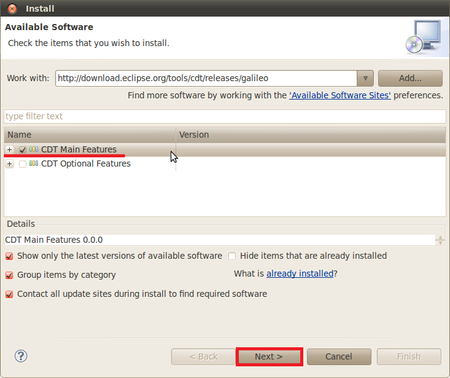 Install
Available Software
Check the items that you wish to install.
Work with: http://download.eclipse.org/tools/cdt/releases/galileo Add...
Find more software by working with the 'Available Software Sites' preferences.
type filter text
Name Version
CDT Main Features
CDT Optional Features
Details
CDT Main Features 0.0.0
Show only the latest versions of available software Hide items that are already installed
Group items by category What is already installed?
Contact all update sites during install to find required software
< Back Next > Cancel Finish